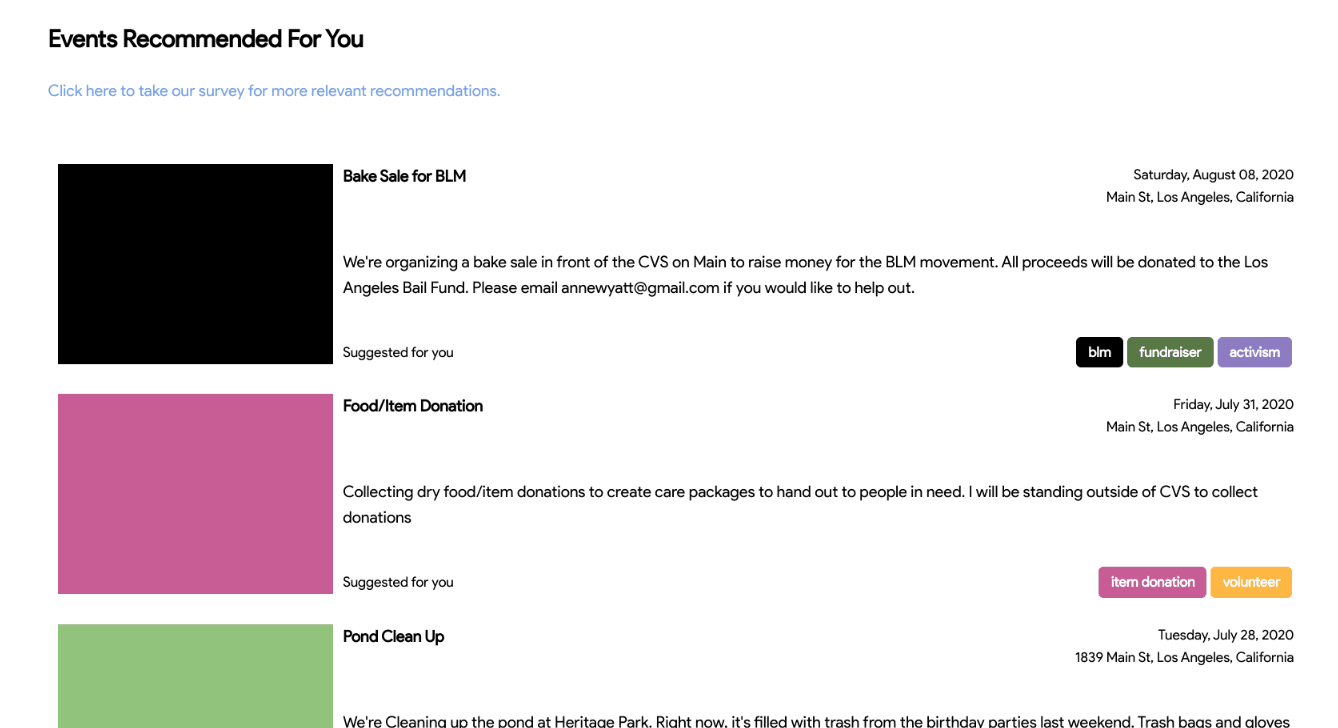 Events Recommended For You
Click here to take our survey for more relevant recommendations.
Bake Sale for BLM
Saturday, August 08, 2020
Main St, Los Angeles, California
We're organizing a bake sale in front of the CVS on Main to raise money for the BLM movement. All proceeds will be donated to the Los
Angeles Bail Fund. Please email annewyatt@gmail.com if you would like to help out.
Suggested for you
blm fundraiser activism
Food/Item Donation
Friday, July 31, 2020
Main St, Los Angeles, California
Collecting dry food/item donations to create care packages to hand out to people in need. I will be standing outside of CVS to collect
donations
Suggested for you
item donation volunteer
Pond Clean Up
Tuesday, July 28, 2020
1839 Main St, Los Angeles, California
We're Cleaning up the pond at Heritage Park. Right now, it's filled with trash from the birthday parties last weekend. Trash bags and gloves